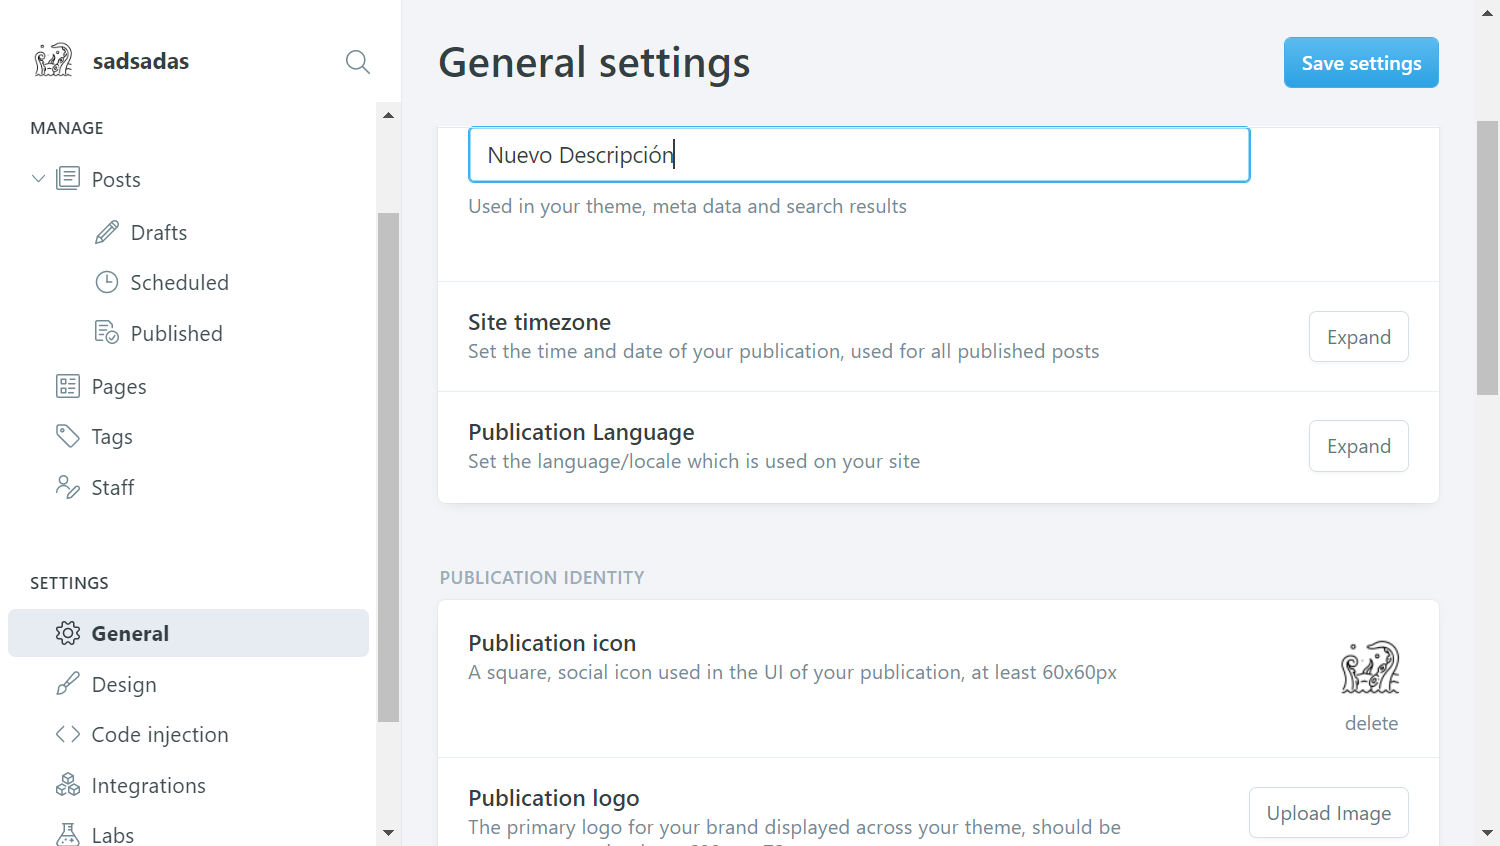 sadsadas
MANAGE
Posts
Drafts
Scheduled
Published
Pages
Tags
Staff
SETTINGS
General
Design
Code injection
Integrations
Labs
General settings
Save settings
Nuevo Descripción
Used in your theme, meta data and search results
Site timezone
Set the time and date of your publication, used for all published posts
Expand
Publication Language
Set the language/locale which is used on your site
Expand
PUBLICATION IDENTITY
Publication icon
A square, social icon used in the UI of your publication, at least 60x60px
delete
Publication logo
The primary logo for your brand displayed across your theme, should be
Upload Image